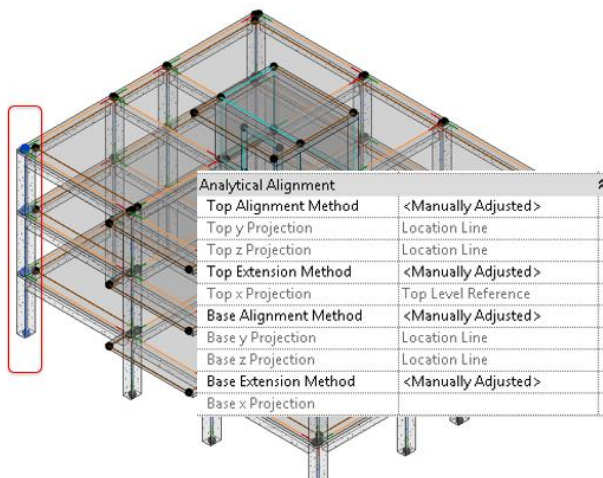 Analytical Alignment
Top Alignment Method <Manually Adjusted>
Top y Projection Location Line
Top z Projection Location Line
Top Extension Method <Manually Adjusted>
Top x Projection Top Level Reference
Base Alignment Method <Manually Adjusted>
Base y Projection Location Line
Base z Projection Location Line
Base Extension Method <Manually Adjusted>
Base x Projection